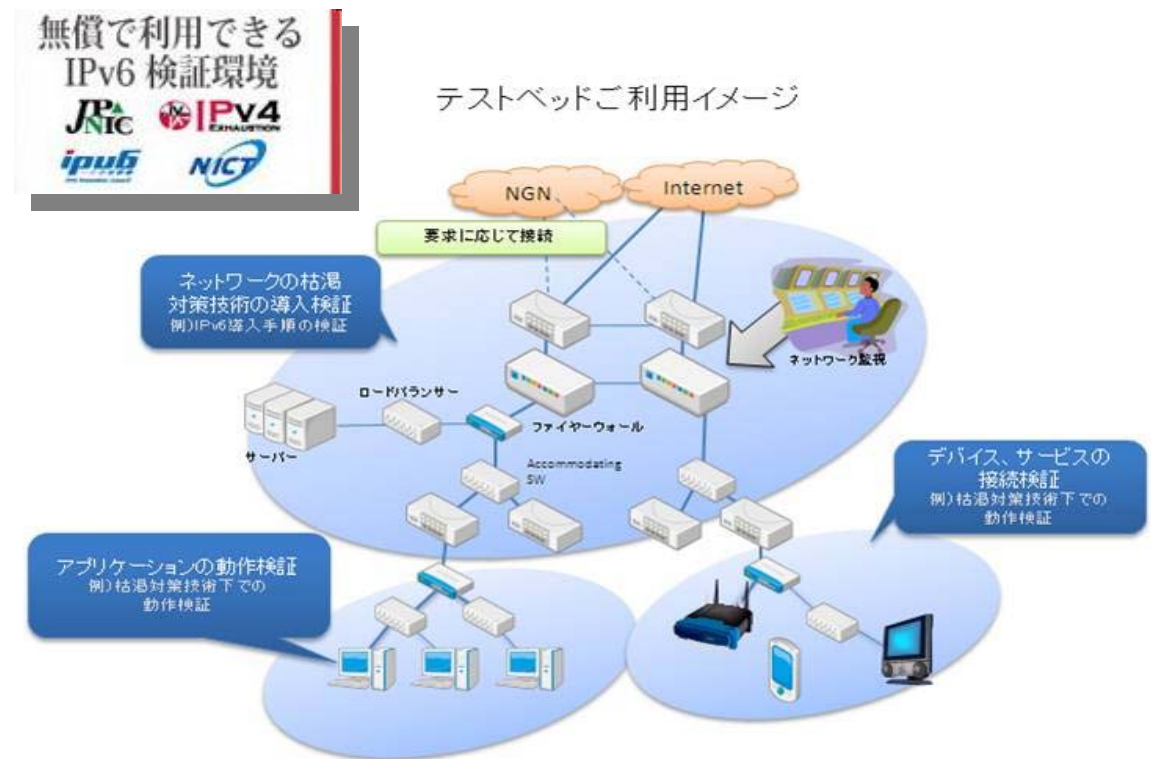 無償で利用できる
IPv6 検証環境
JPNIC
IPv4
EXHAUSTION
ipv6
NICT
テストベッドご利用イメージ
NGN
Internet
要求に応じて接続
ネットワークの枯渇
対策技術の導入検証
例)IPv6導入手順の検証
ネットワーク監視
ロードバランサー
サーバー
ファイヤーウォール
Accommodating
SW
デバイス、サービスの
接続検証
例)枯渇対策技術下での
動作検証
アプリケーションの動作検証
例)枯渇対策技術下での
動作検証